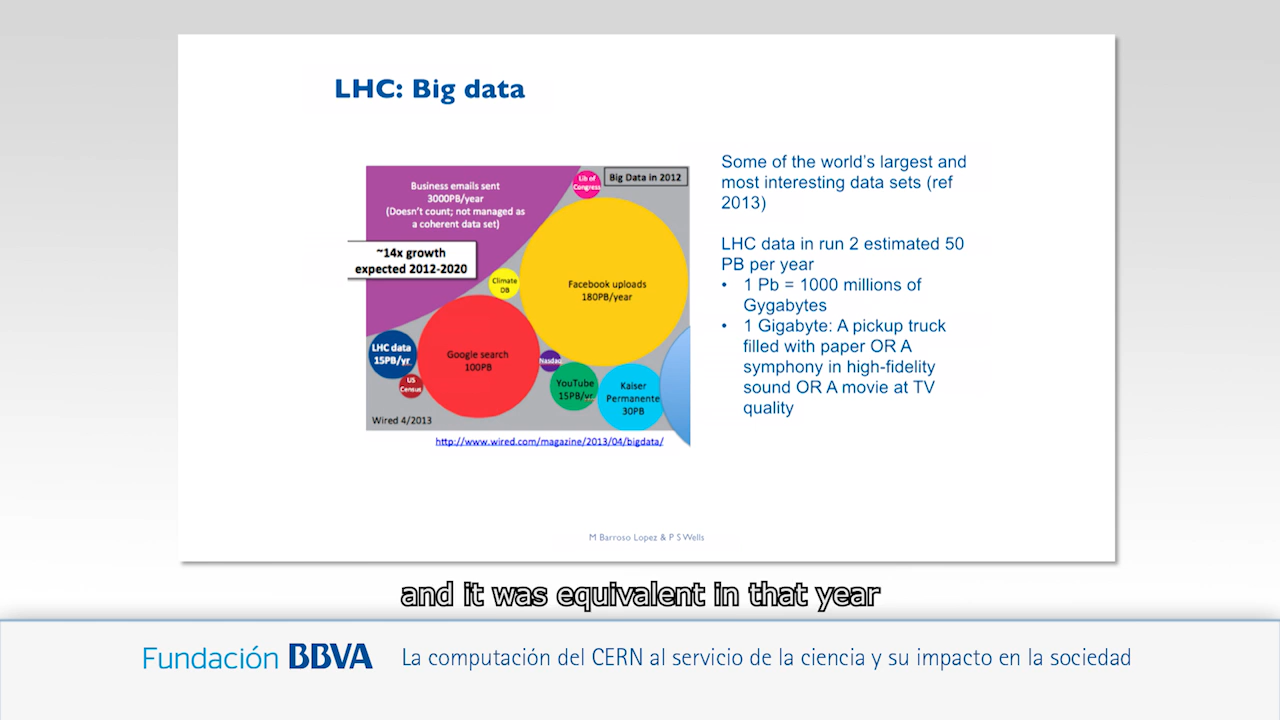 LHC: Big data
Business emails sent
3000PB/year
(Doesn't count; not managed as
a coherent data set)
Lib of
Congress
Big Data in 2012
~14x growth
expected 2012-2020
Climate
DB
Facebook uploads
180PB/year
LHC data
15PB/yr
Google search
100PB
US
Census
Nasdaq
YouTube
15PB/yr
Kaiser
Permanente
30PB
Wired 4/2013
http://www.wired.com/magazine/2013/04/bigdata/
Some of the world's largest and
most interesting data sets (ref
2013)
LHC data in run 2 estimated 50
PB per year
• 1 Pb = 1000 millions of
Gygabytes
• 1 Gigabyte: A pickup truck
filled with paper OR A
symphony in high-fidelity
sound OR A movie at TV
quality
M Barroso Lopez & P S Wells
and it was equivalent in that year
Fundación BBVA
La computación del CERN al servicio de la ciencia y su impacto en la sociedad